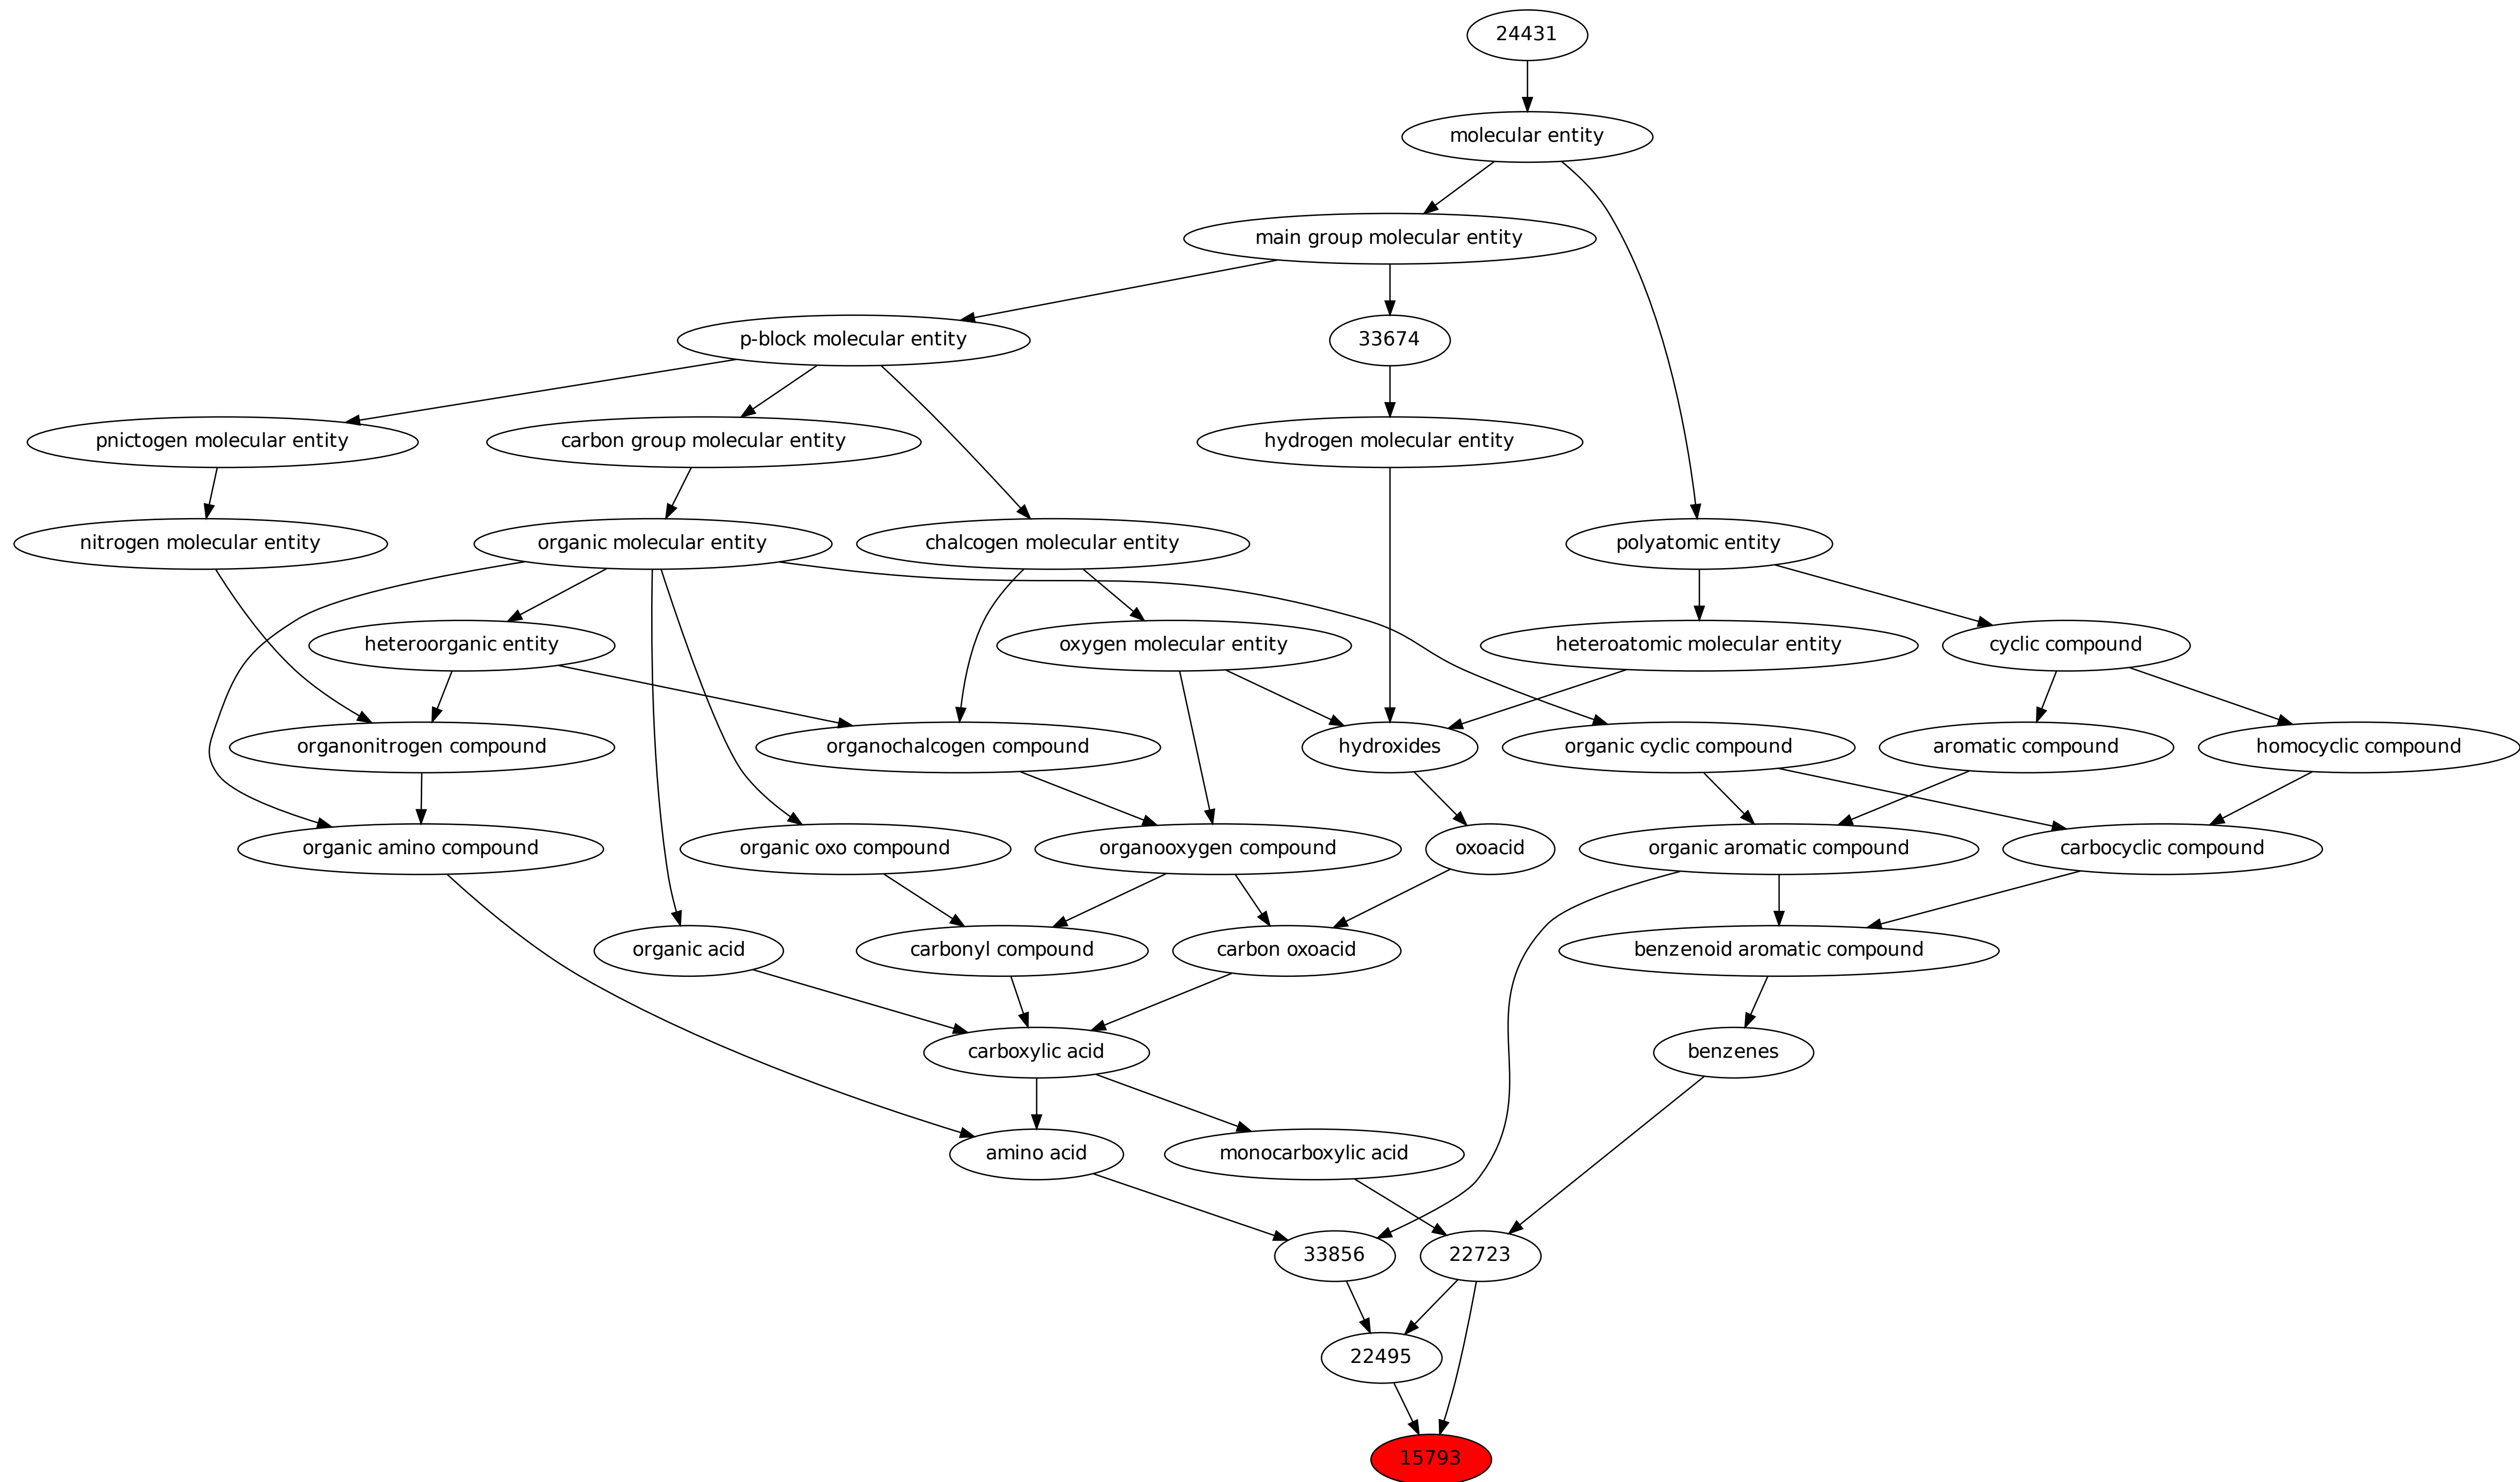 24431
molecular entity
main group molecular entity
p-block molecular entity
33674
pnictogen molecular entity
carbon group molecular entity
hydrogen molecular entity
nitrogen molecular entity
organic molecular entity
chalcogen molecular entity
polyatomic entity
heteroorganic entity
oxygen molecular entity
heteroatomic molecular entity
cyclic compound
organonitrogen compound
organochalcogen compound
hydroxides
organic cyclic compound
aromatic compound
homocyclic compound
organic amino compound
organic oxo compound
organooxygen compound
oxoacid
organic aromatic compound
carbocyclic compound
organic acid
carbonyl compound
carbon oxoacid
benzenoid aromatic compound
carboxylic acid
benzenes
amino acid
monocarboxylic acid
33856
22723
22495
15793